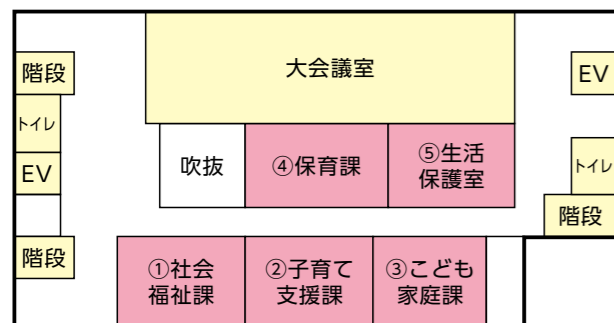 大会議室
階段
EV
トイレ
EV
吹抜
④保育課
⑤生活
保護室
トイレ
階段
階段
①社会
福祉課
②子育て
支援課
③こども
家庭課